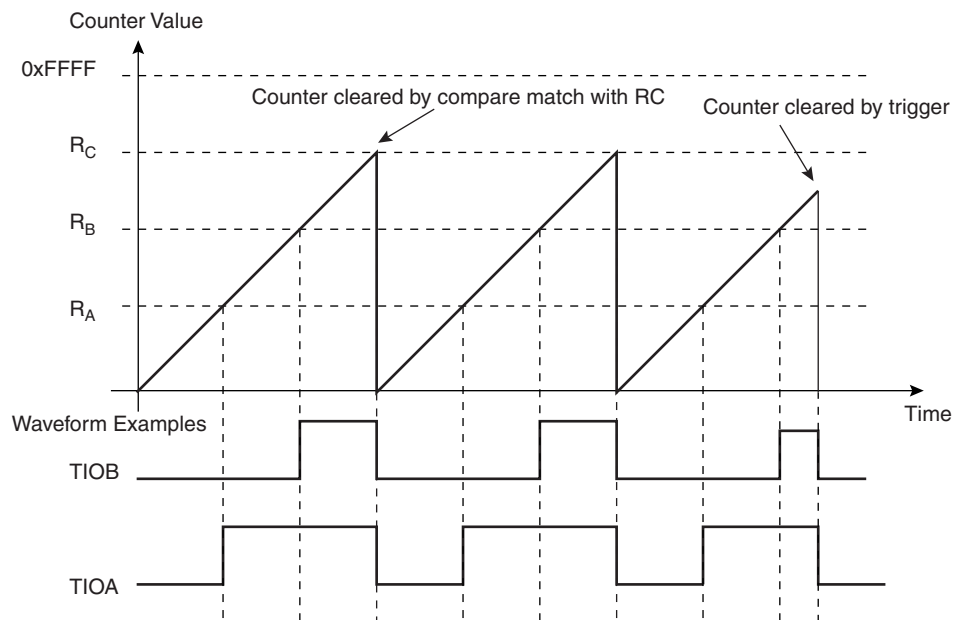 Counter Value
0xFFFF
Counter cleared by compare match with RC
Counter cleared by trigger
RC
RB
RA
Time
Waveform Examples
TIOB
TIOA